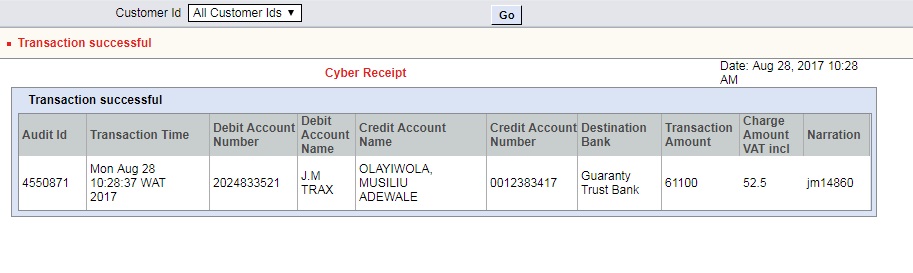 Customer Id All Customer Ids Go
Transaction successful
Cyber Receipt
Date: Aug 28, 2017 10:28
AM
Transaction successful
Audit Id
Transaction Time
Debit Account
Number
Debit
Account
Name
Credit Account
Name
Credit Account
Number
Destination
Bank
Transaction
Amount
Charge
Amount
VAT incl
Narration
4550871
Mon Aug 28
10:28:37 WAT
2017
2024833521
J.M
TRAX
OLAYIWOLA,
MUSILIU
ADEWALE
0012383417
Guaranty
Trust Bank
61100
52.5
jm14860